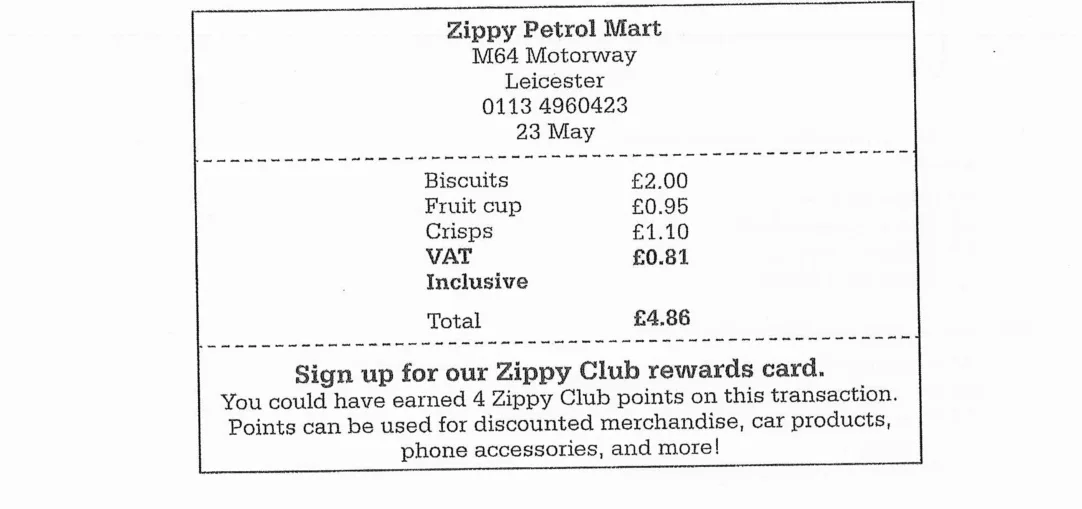 Zippy Petrol Mart
M64 Motorway
Leicester
0113 4960423
23 May
Biscuits £2.00
Fruit cup £0.95
Crisps £1.10
VAT £0.81
Inclusive
Total £4.86
Sign up for our Zippy Club rewards card.
You could have earned 4 Zippy Club points on this transaction.
Points can be used for discounted merchandise, car products,
phone accessories, and more!